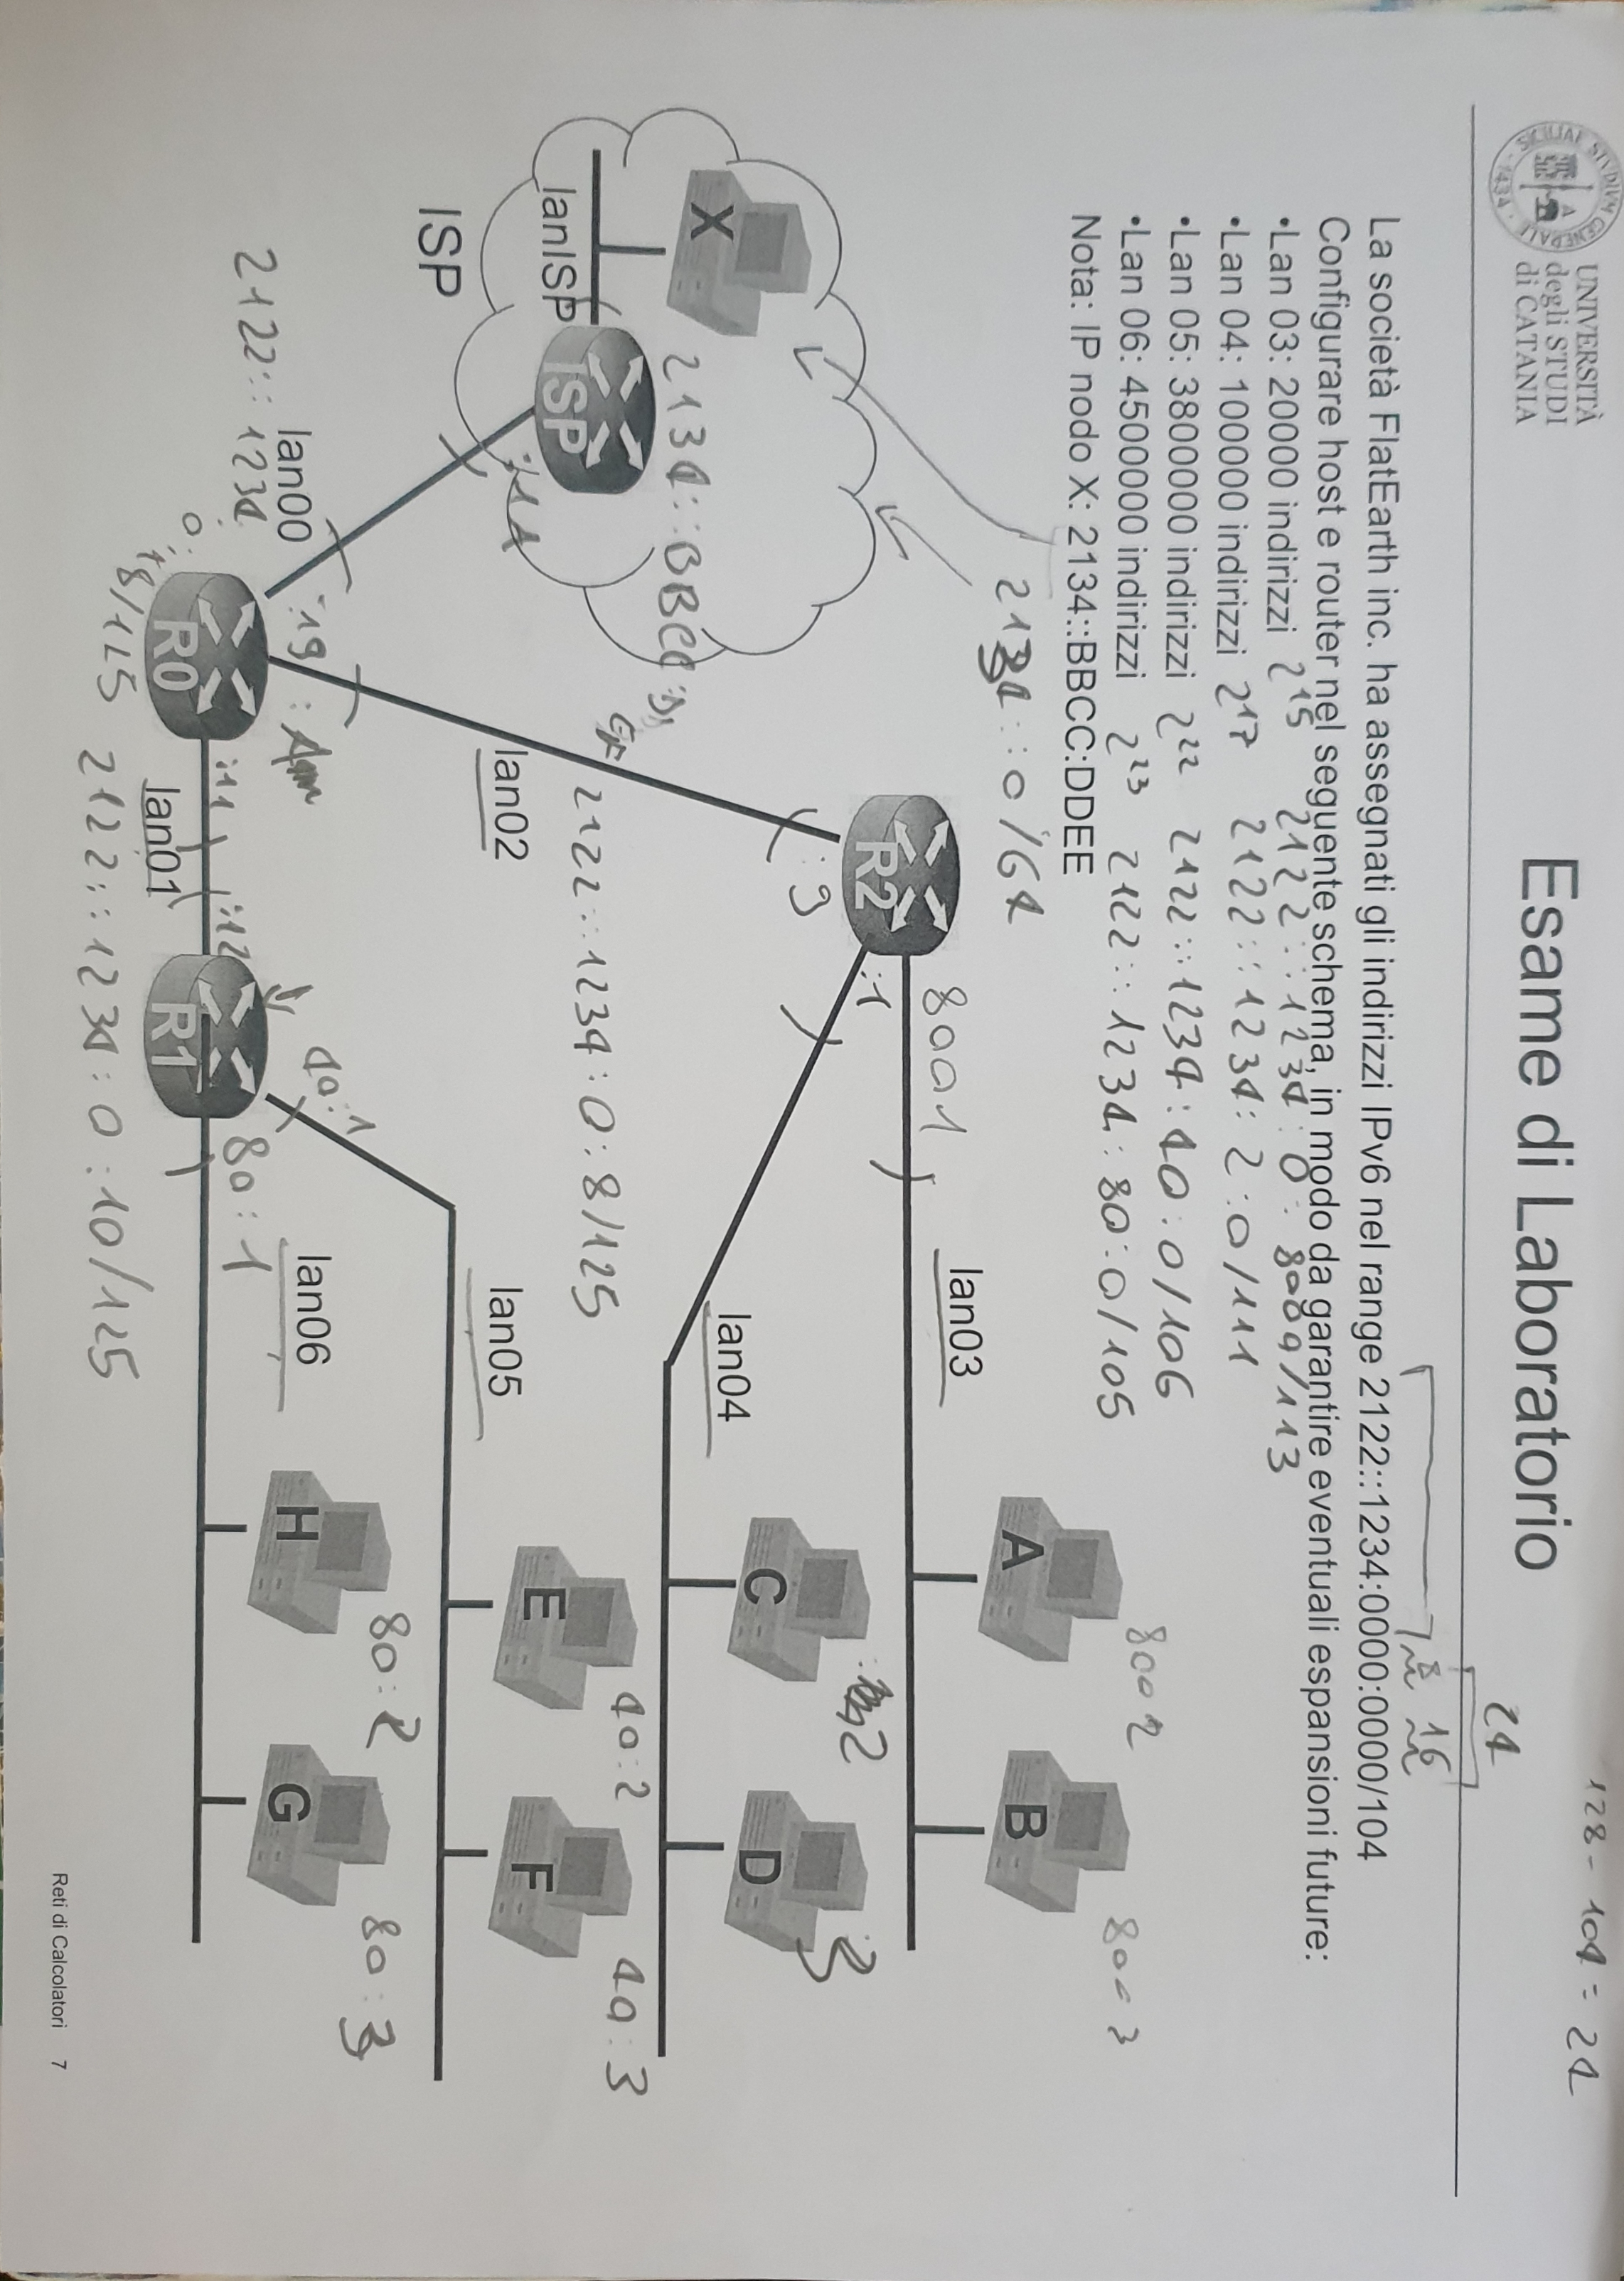 UNIVERSITÀ
degli STUDI
di CATANIA
Esame di Laboratorio
128 - 104 = 24
24
8 16
La società FlatEarth inc. ha assegnati gli indirizzi IPv6 nel range 2122::1234:0000:0000/104
Configurare host e router nel seguente schema, in modo da garantire eventuali espansioni future:
•Lan 03: 20000 indirizzi 2^15 2122::1234:0:8000/113
•Lan 04: 100000 indirizzi 2^17 2122::1234:2:0/111
•Lan 05: 3800000 indirizzi 2^22 2122::1234:40:0/106
•Lan 06: 4500000 indirizzi 2^23 2122::1234:80:0/105
Nota: IP nodo X: 2134::BBCC:DDEE
2134::0/64
8002
8003
A
B
lan03
8001
R2
:1
:9
:2
3
C
D
lan04
X
2134::BBCC:DD
EF
lanISP
ISP
:1A
ISP
2122::1234:0:8/125
lan02
40:2
40:3
E
F
lan05
80:2
80:3
H
G
lan06
40:1
80:1
lan00
:19
:A
2122::1234
:0:
18/125
R0
:11
:12
lan01
R1
2122::1234:0:10/125
Reti di Calcolatori 7